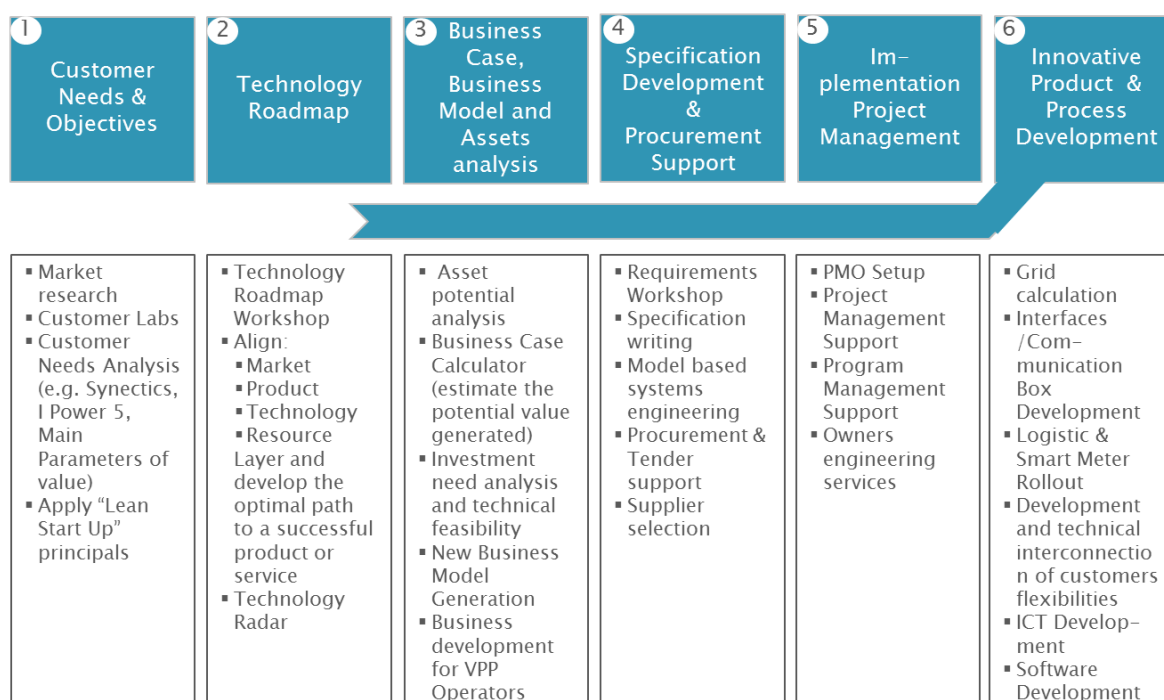 1
Customer
Needs &
Objectives
2
Technology
Roadmap
3
Business
Case,
Business
Model and
Assets
analysis
4
Specification
Development
&
Procurement
Support
5
Im-
plementation
Project
Management
6
Innovative
Product &
Process
Development
▪ Market
research
▪ Customer Labs
▪ Customer
Needs Analysis
(e.g. Synectics,
I Power 5,
Main
Parameters of
value)
▪ Apply “Lean
Start Up”
principals
▪ Technology
Roadmap
Workshop
▪ Align:
▪ Market
▪ Product
▪ Technology
▪ Resource
Layer and
develop the
optimal path
to a successful
product or
service
▪ Technology
Radar
▪ Asset
potential
analysis
▪ Business Case
Calculator
(estimate the
potential value
generated)
▪ Investment
need analysis
and technical
feasibility
▪ New Business
Model
Generation
▪ Business
development
for VPP
Operators
▪ Requirements
Workshop
▪ Specification
writing
▪ Model based
systems
engineering
▪ Procurement &
Tender
support
▪ Supplier
selection
▪ PMO Setup
▪ Project
Management
Support
▪ Program
Management
Support
▪ Owners
engineering
services
▪ Grid
calculation
▪ Interfaces
/Com-
munication
Box
Development
▪ Logistic &
Smart Meter
Rollout
▪ Development
and technical
interconnectio
n of customers
flexibilities
▪ ICT Develop-
ment
▪ Software
Development